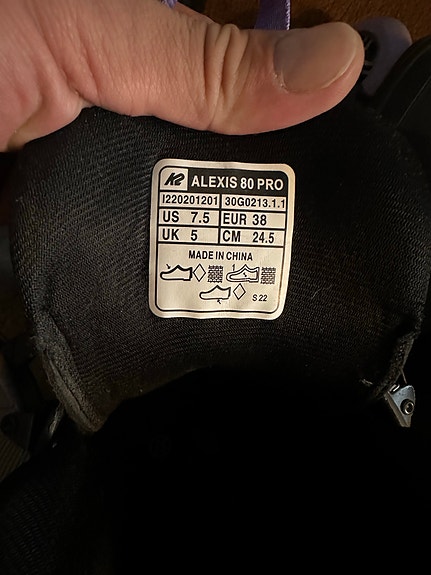 K2 ALEXIS 80 PRO
I220201201 30G0213.1.1
US 7.5 EUR 38
UK 5 CM 24.5
MADE IN CHINA
S 22